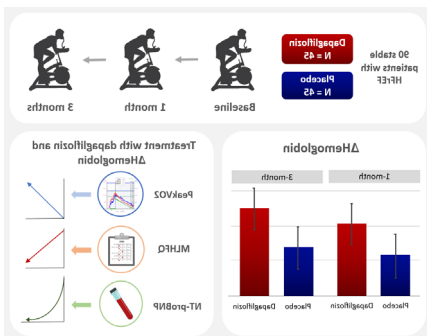 90 stable
patients with
HFrEF
Dapagliflozin
N = 45
Placebo
N = 45
Baseline
1 month
3 months
ΔHemoglobin
1-month
3-month
Placebo
Dapagliflozin
Placebo
Dapagliflozin
Treatment with dapagliflozin and
ΔHemoglobin
PeakVO2
MLHFQ
NT-proBNP